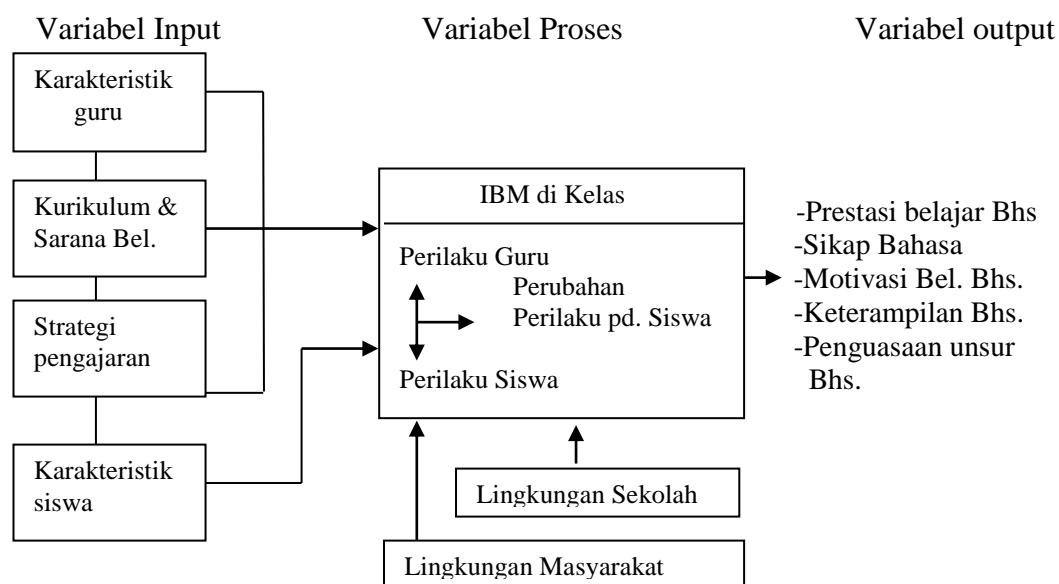 Variabel Input
Variabel Proses
Variabel output
Karakteristik
guru
Kurikulum &
Sarana Bel.
Strategi
pengajaran
Karakteristik
siswa
IBM di Kelas
Perilaku Guru
Perubahan
Perilaku pd. Siswa
Perilaku Siswa
Lingkungan Sekolah
Lingkungan Masyarakat
-Prestasi belajar Bhs
-Sikap Bahasa
-Motivasi Bel. Bhs.
-Keterampilan Bhs.
-Penguasaan unsur
Bhs.